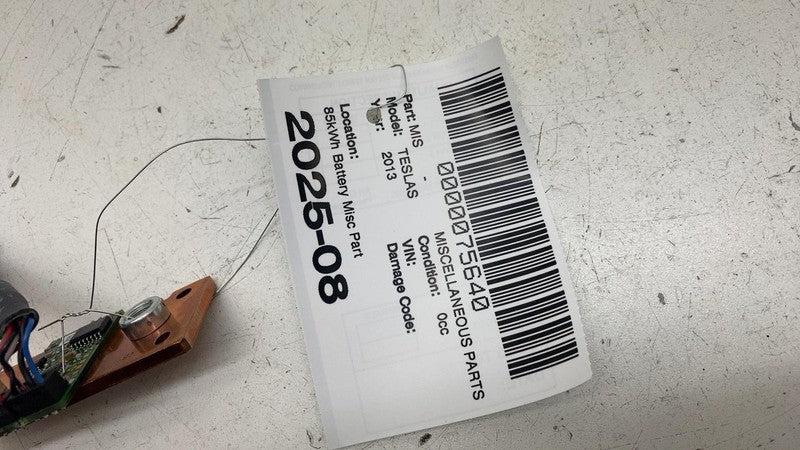 0000075640
Part: MIS - MISCELLANEOUS PARTS
Model: TESLAS Condition: 0cc
Year: 2013 VIN:
Damage Code:
Location:
85kWh Battery Misc Part
2025-08